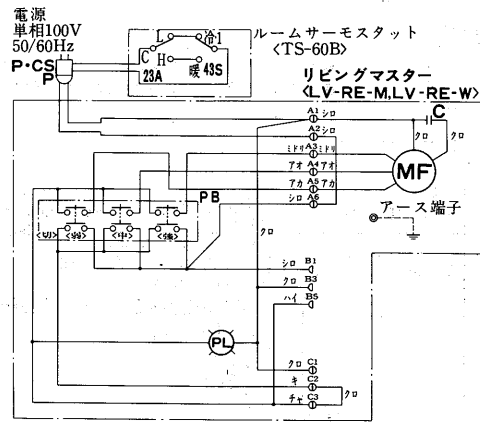 電源
単相100V
50/60Hz
P・CS
P
ルームサーモスタット
〈TS-60B〉
L 冷1
C H 暖
23A 43S
リビングマスター
〈LV-RE-M,LV-RE-W〉
A1 シロ
A2 シロ
ミドリ A3 ミドリ
アオ A4 アオ
アカ A5 アカ
シロ A6
C
クロ クロ
MF
アース端子
PB
〈切〉 〈弱〉 〈中〉 〈強〉
クロ
シロ B1
クロ B3
ハイ B5
PL
クロ C1
キ C2
チャ C3
クロ